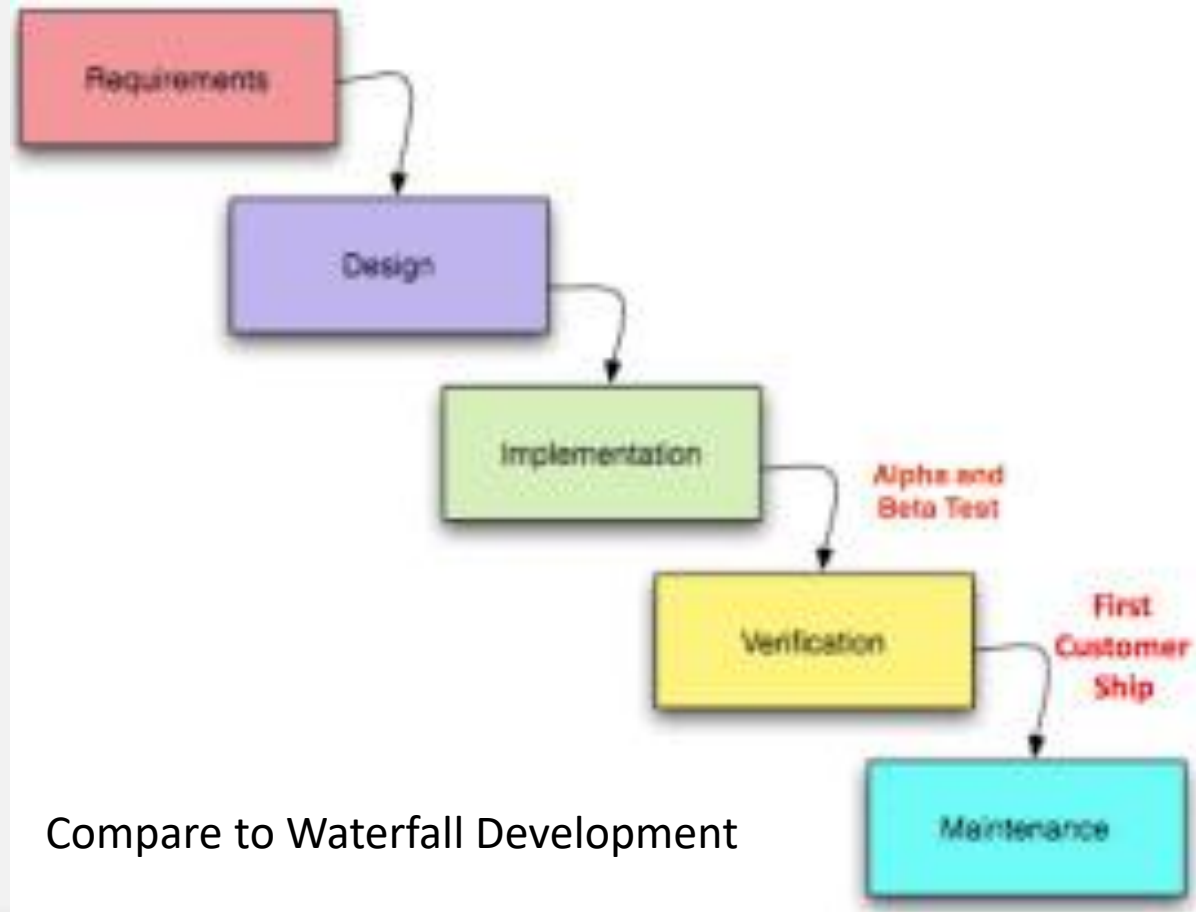 Requirements
Design
Implementation
Alpha and
Beta Test
Verification
First
Customer
Ship
Maintenance
Compare to Waterfall Development